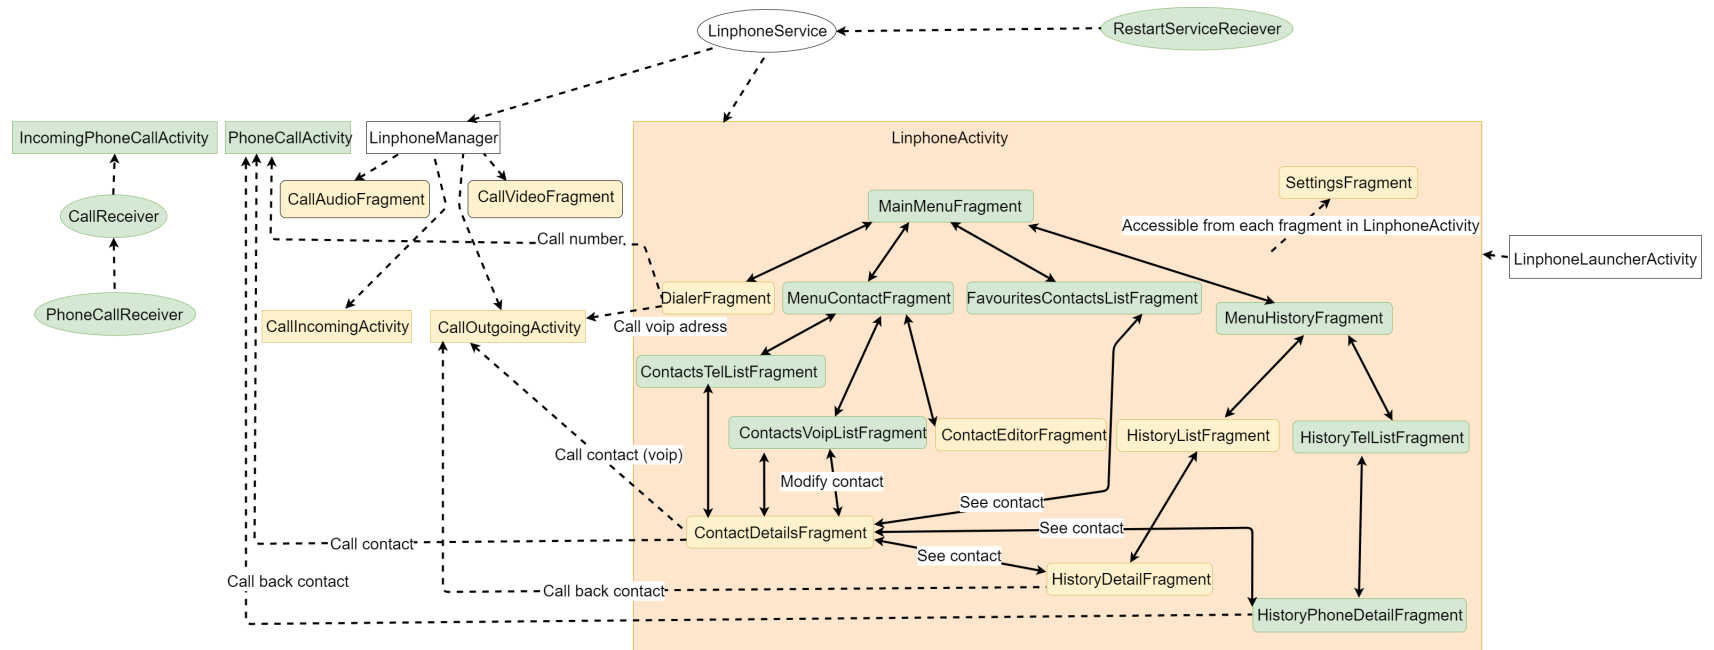 LinphoneService
RestartServiceReciever
IncomingPhoneCallActivity
PhoneCallActivity
LinphoneManager
LinphoneActivity
CallAudioFragment
CallVideoFragment
SettingsFragment
MainMenuFragment
CallReceiver
Accessible from each fragment in LinphoneActivity
Call number
LinphoneLauncherActivity
DialerFragment
MenuContactFragment
FavouritesContactsListFragment
PhoneCallReceiver
MenuHistoryFragment
CallIncomingActivity
CallOutgoingActivity
Call voip adress
ContactsTelListFragment
ContactsVoipListFragment
ContactEditorFragment
HistoryListFragment
HistoryTelListFragment
Call contact (voip)
Modify contact
See contact
See contact
ContactDetailsFragment
Call contact
See contact
Call back contact
HistoryDetailFragment
Call back contact
HistoryPhoneDetailFragment